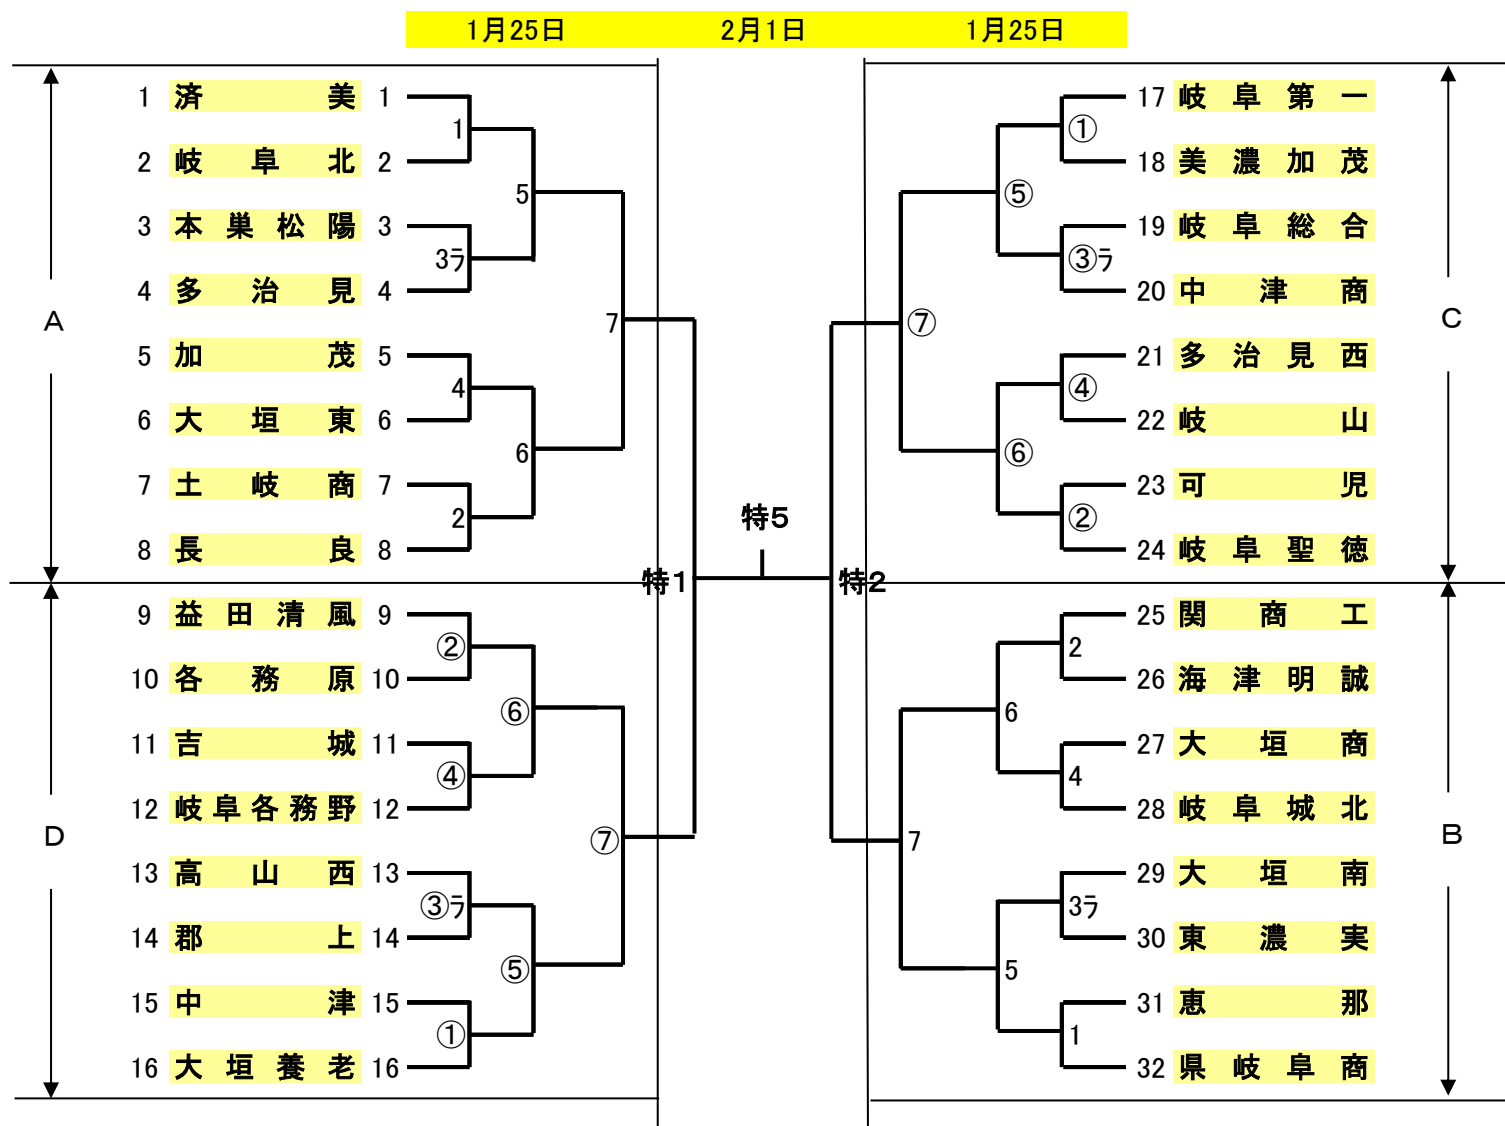 1月25日 2月1日 1月25日
1 済美 1
1
2 岐阜北 2
5
3 本巣松陽 3
3ラ
4 多治見 4
A
7
5 加茂 5
4
6 大垣東 6
6
7 土岐商 7
2
8 長良 8
特1
9 益田清風 9
②
10 各務原 10
⑥
11 吉城 11
④
12 岐阜各務野 12
D
⑦
13 高山西 13
③ラ
14 郡上 14
⑤
15 中津 15
①
16 大垣養老 16
特5
17 岐阜第一
①
18 美濃加茂
⑤
19 岐阜総合
③ラ
20 中津商
C
⑦
21 多治見西
④
22 岐山
⑥
23 可児
②
24 岐阜聖徳
特2
25 関商工
2
26 海津明誠
6
27 大垣商
4
28 岐阜城北
B
7
29 大垣南
3ラ
30 東濃実
5
31 恵那
1
32 県岐阜商